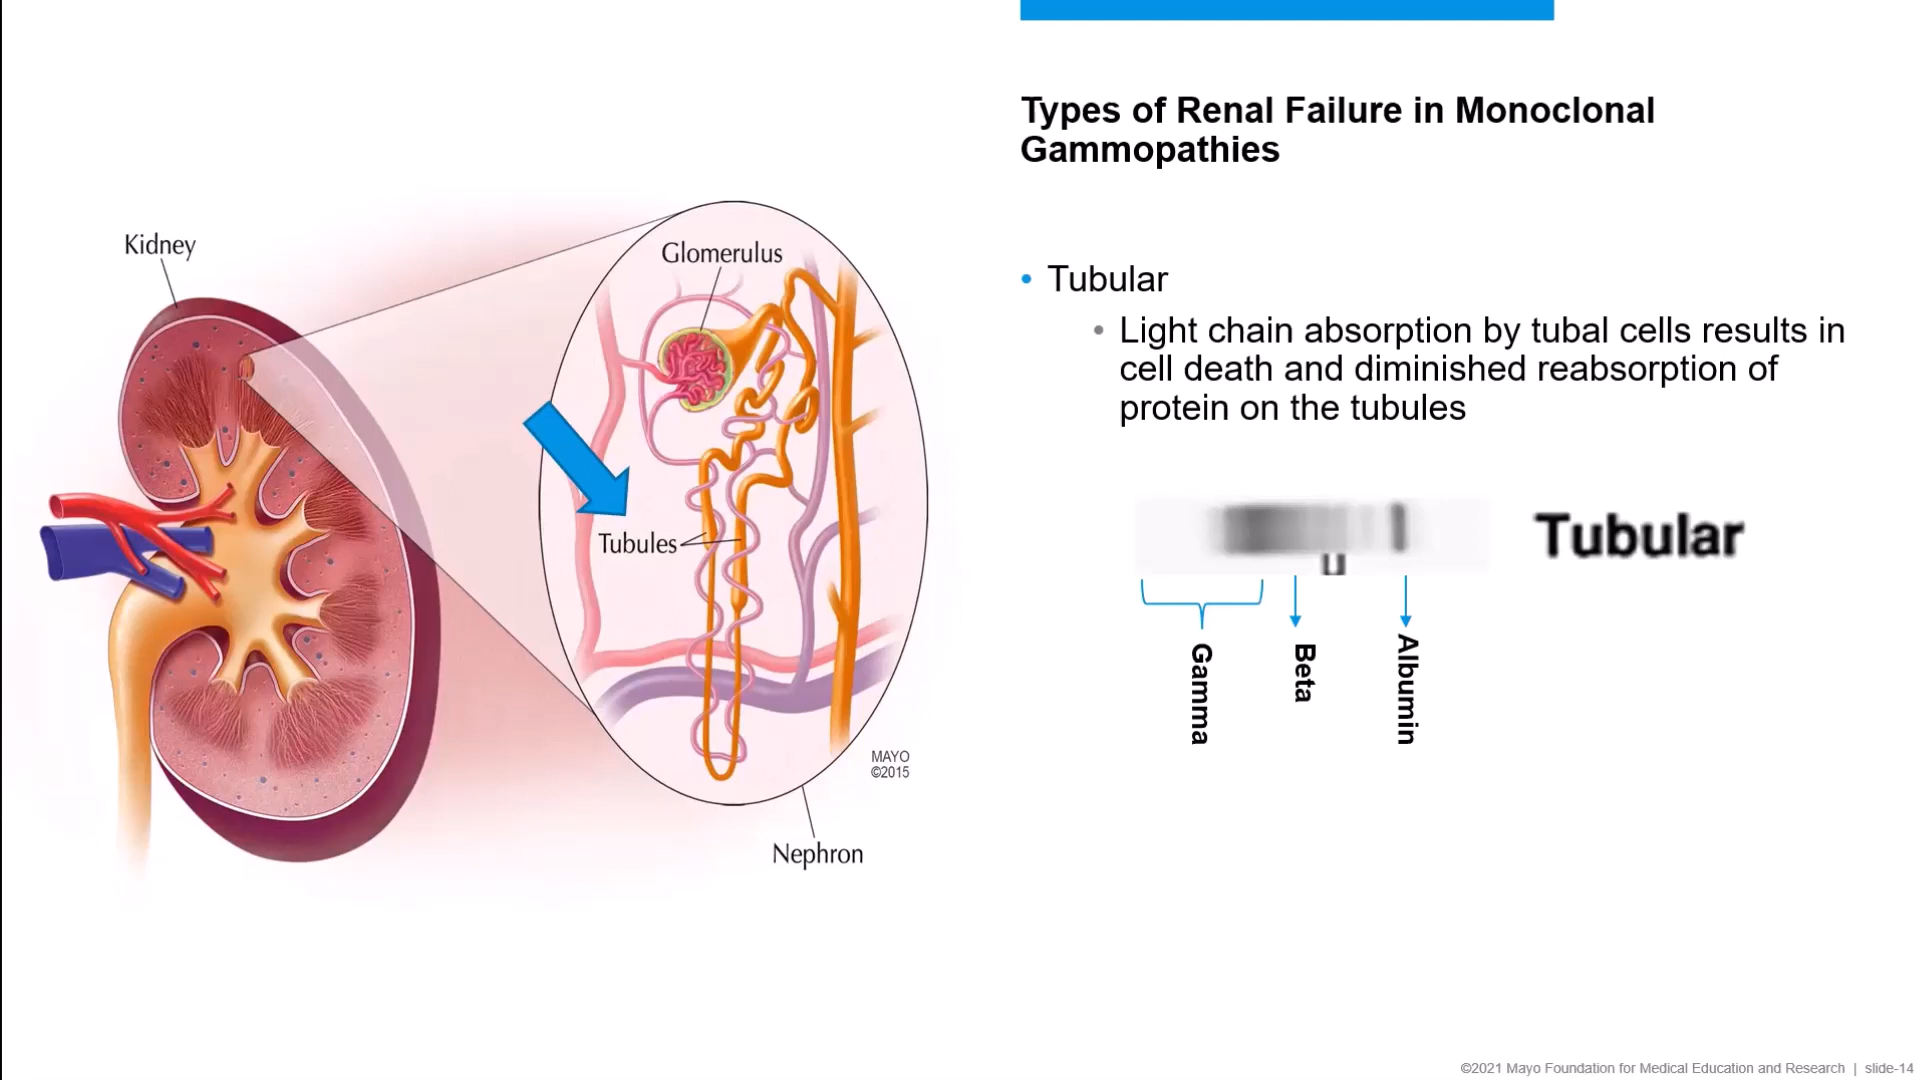 Types of Renal Failure in Monoclonal
Gammopathies
Kidney
Glomerulus
Tubules
MAYO
©2015
Nephron
• Tubular
• Light chain absorption by tubal cells results in
cell death and diminished reabsorption of
protein on the tubules
Tubular
Gamma
Beta
Albumin
©2021 Mayo Foundation for Medical Education and Research | slide-14